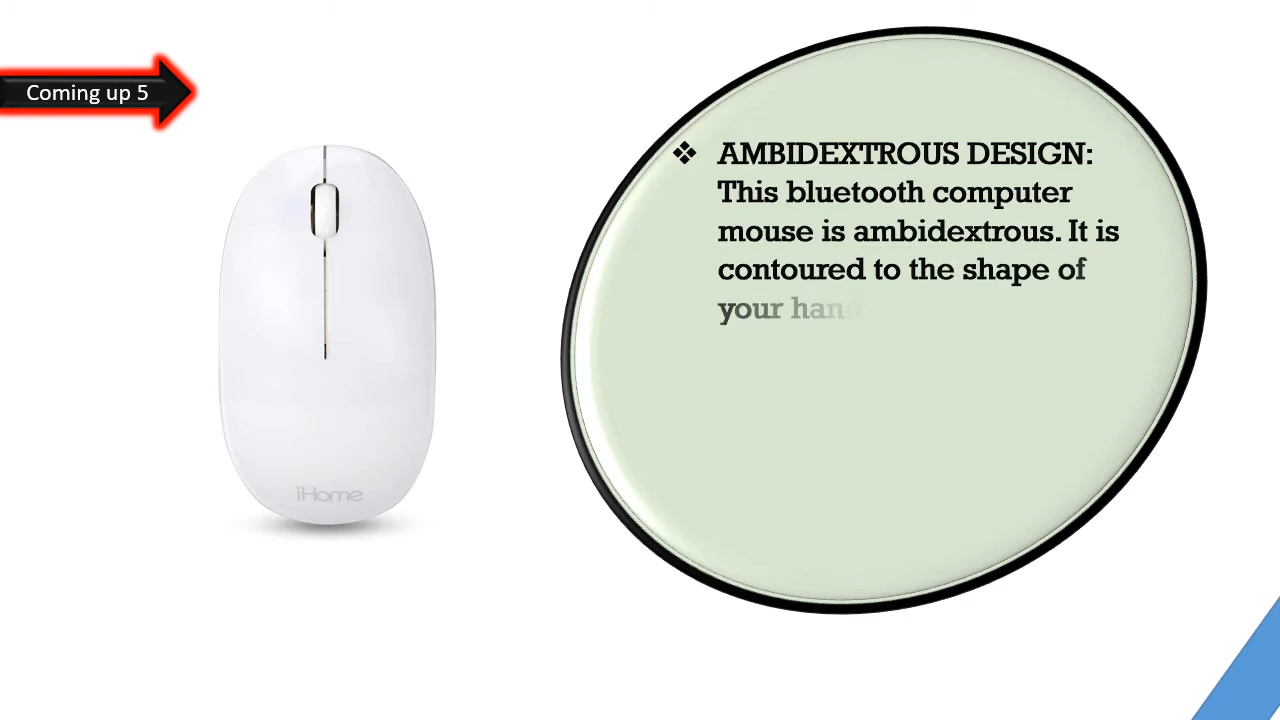 Coming up 5
AMBIDEXTROUS DESIGN:
This bluetooth computer
mouse is ambidextrous. It is
contoured to the shape of
your hand
iHome